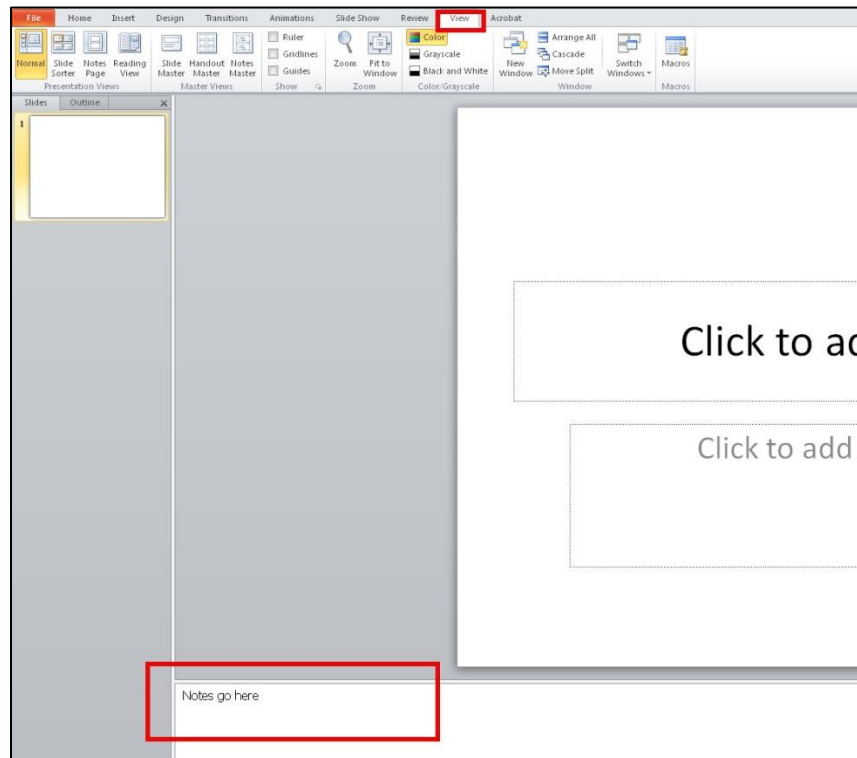 File Home Insert Design Transitions Animations Slide Show Review View Acrobat
Normal Slide Sorter Notes Page Reading View
Presentation Views
Slide Master Handout Master Notes Master
Master Views
Ruler
Gridlines
Guides
Show
Zoom Fit to Window
Zoom
Color
Grayscale
Black and White
Color/Grayscale
New Window
Arrange All
Cascade
Move Split
Switch Windows
Window
Macros
Macros
Slides Outline
1
Click to ad
Click to add
Notes go here